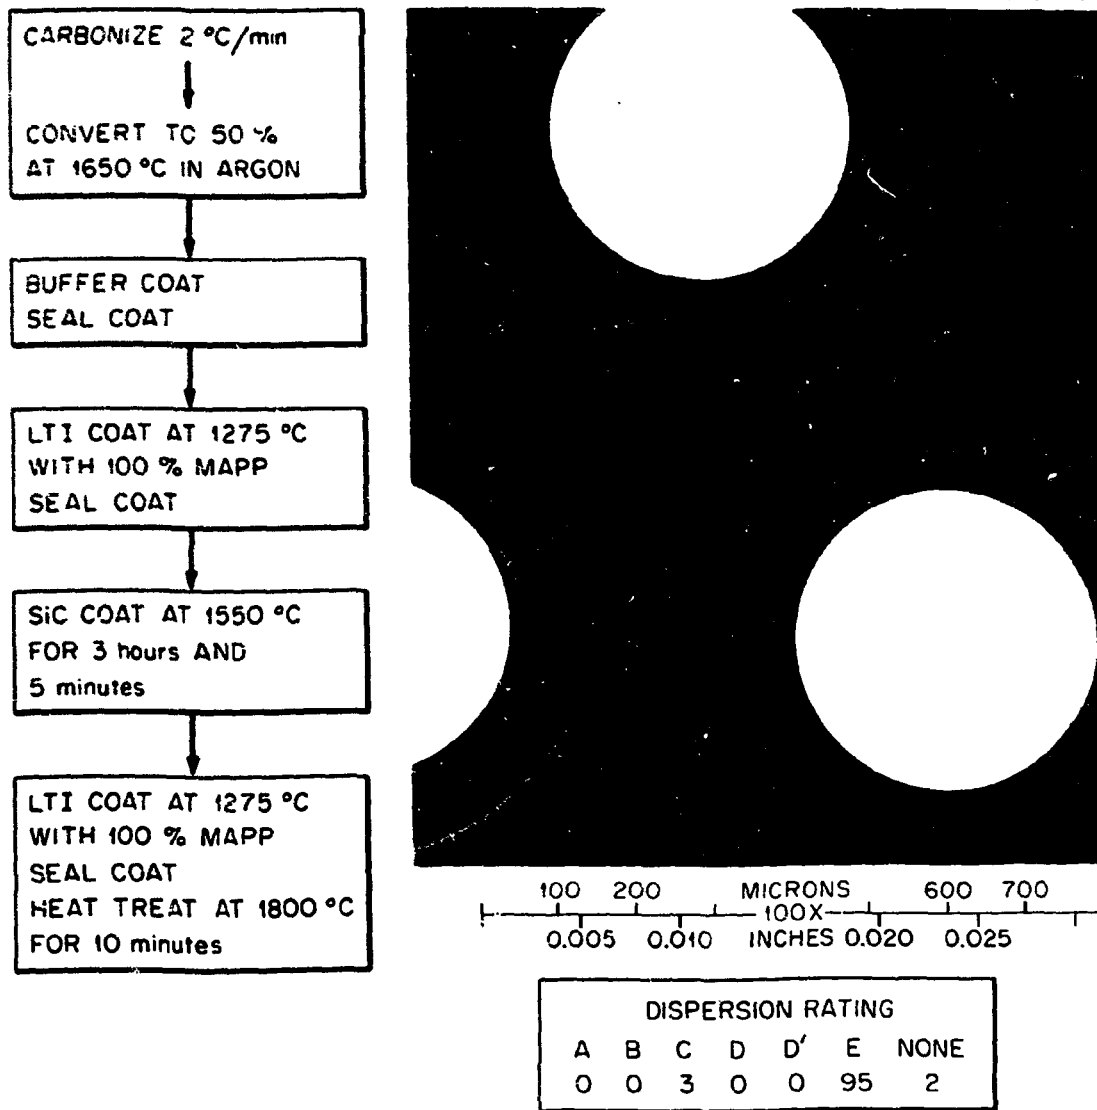 CARBONIZE 2 °C/min
CONVERT TC 50 %
AT 1650 °C IN ARGON
BUFFER COAT
SEAL COAT
LTI COAT AT 1275 °C
WITH 100 % MAPP
SEAL COAT
SiC COAT AT 1550 °C
FOR 3 hours AND
5 minutes
LTI COAT AT 1275 °C
WITH 100 % MAPP
SEAL COAT
HEAT TREAT AT 1800 °C
FOR 10 minutes
100 200 MICRONS 600 700
100X
0.005 0.010 INCHES 0.020 0.025
DISPERSION RATING
A B C D D' E NONE
0 0 3 0 0 95 2